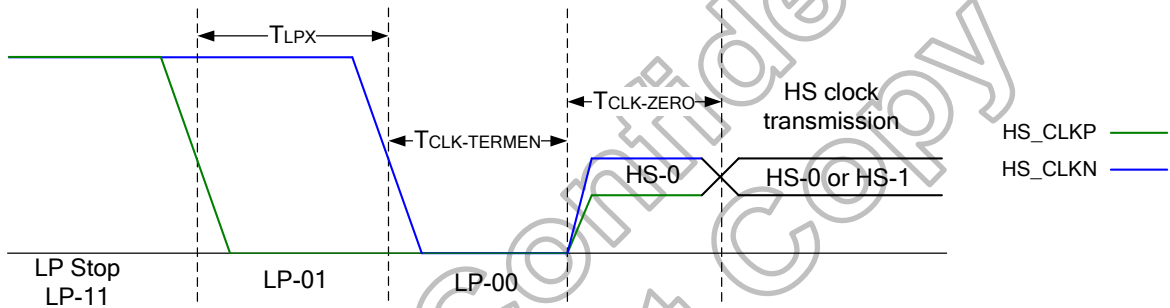 TLPX
TCLK-TERMEN
TCLK-ZERO
HS clock
transmission
HS-0
HS-0 or HS-1
HS_CLKP
HS_CLKN
LP Stop
LP-11
LP-01
LP-00
Copy